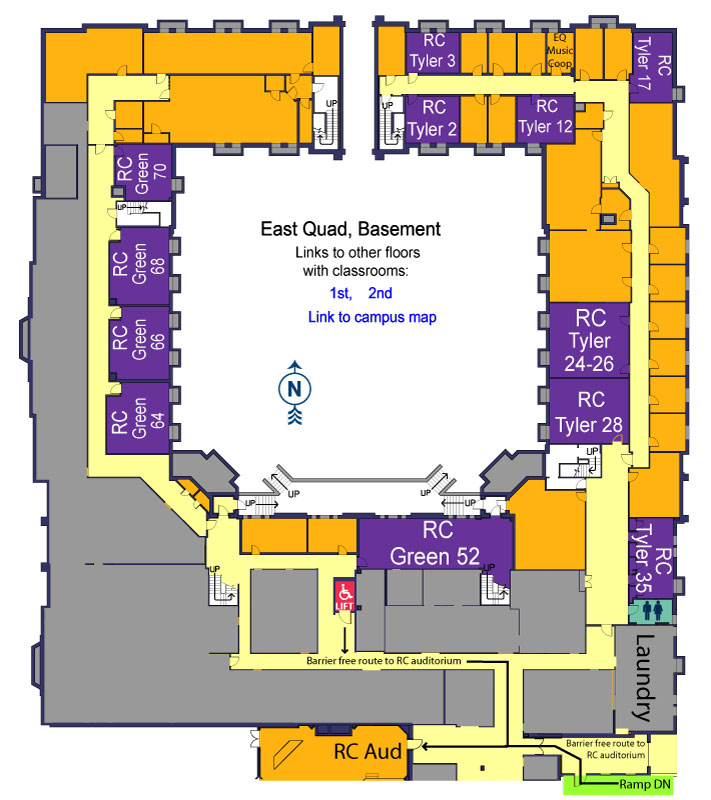 RC
Tyler 3
EQ
Music
Coop
RC
Tyler 17
RC
Tyler 2
RC
Tyler 12
UP
UP
RC
Green
70
UP
RC
Green
68
RC
Green
66
RC
Green
64
East Quad, Basement
Links to other floors
with classrooms:
1st, 2nd
Link to campus map
N
RC
Tyler
24-26
RC
Tyler 28
UP
UP
UP
UP
UP
RC
Green 52
RC
Tyler 35
UP
UP
LIFT
Barrier free route to RC auditorium
Laundry
RC Aud
Barrier free route to
RC auditorium
Ramp DN